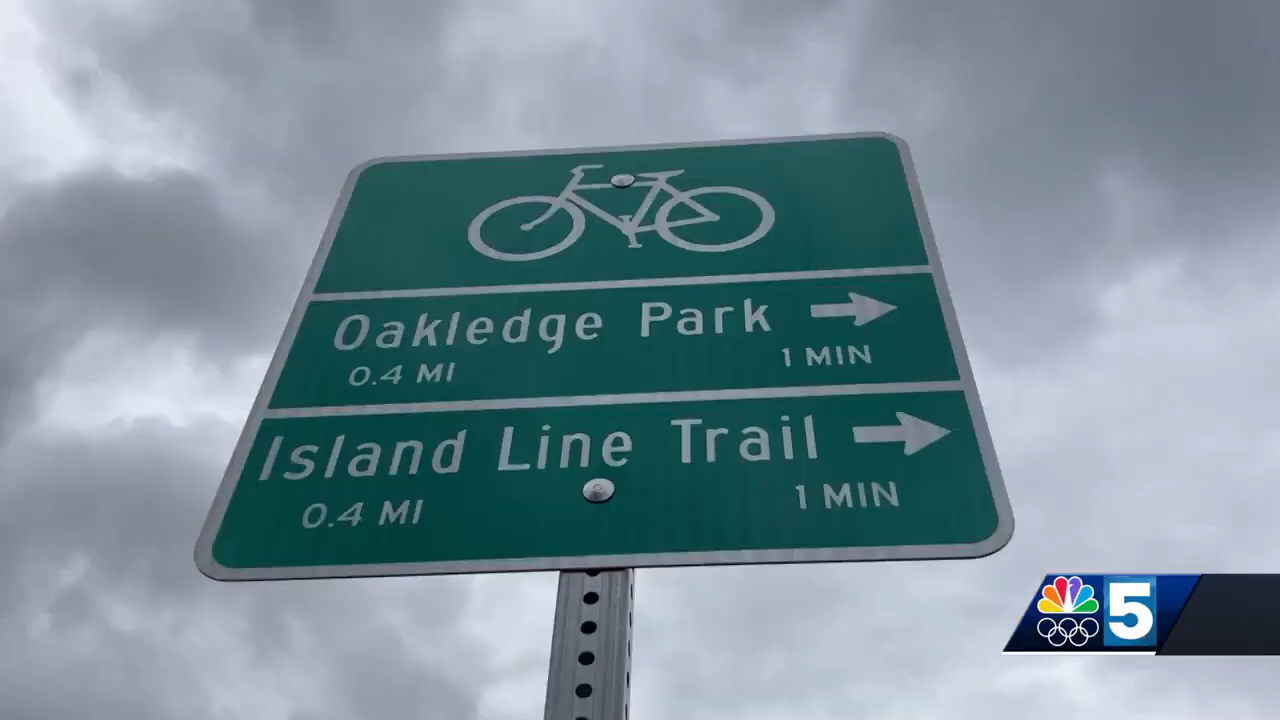 Oakledge Park
0.4 MI 1 MIN
Island Line Trail
0.4 MI 1 MIN
5